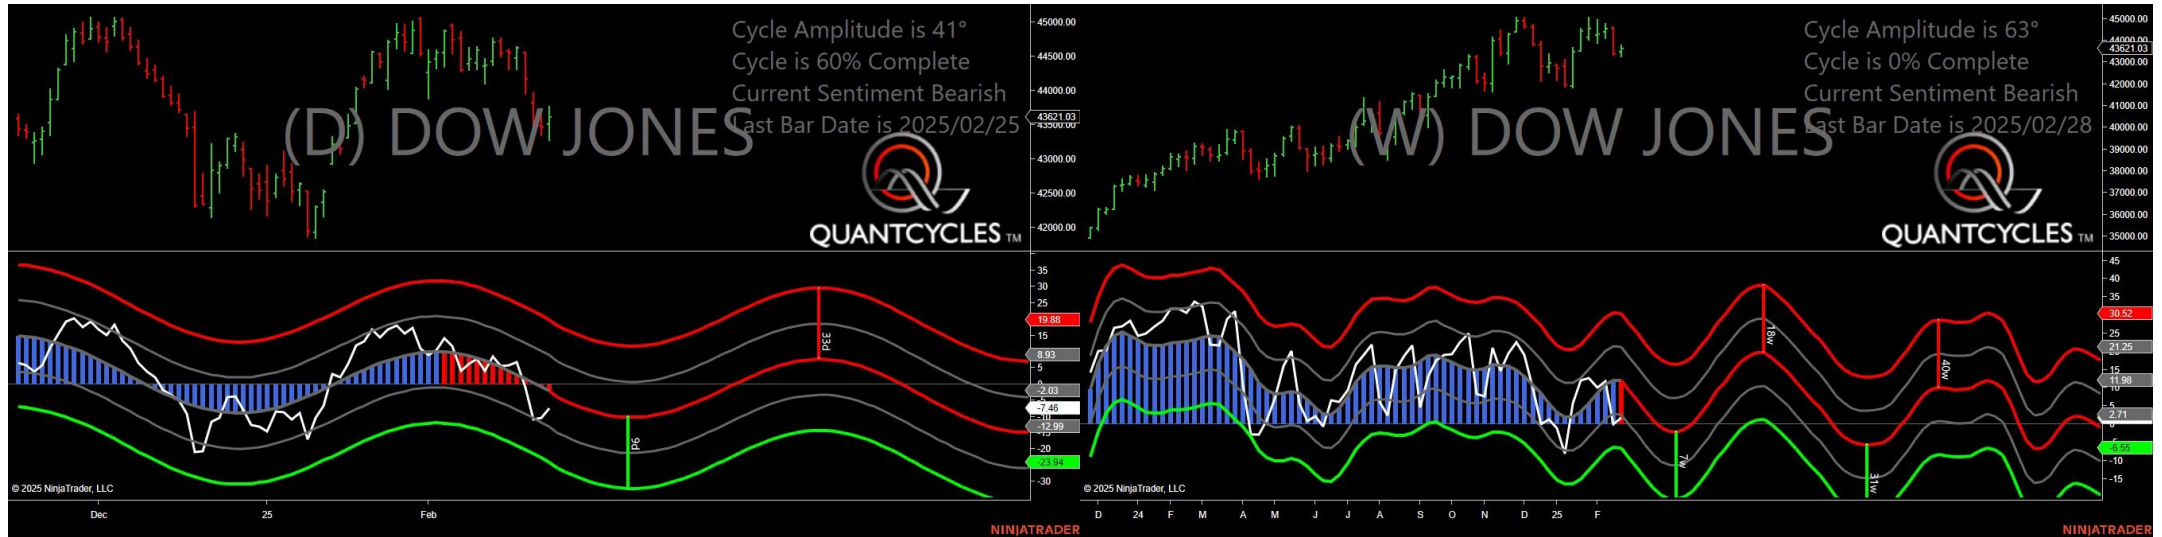 Cycle Amplitude is 41°
Cycle is 60% Complete
Current Sentiment Bearish
Last Bar Date is 2025/02/25
(D) DOW JONES
QUANTCYCLES TM
45000.00
44500.00
44000.00
43621.03
43500.00
43000.00
42500.00
42000.00
35
30
25
19.88
15
8.93
5
-2.03
-7.46
-10
-12.99
-15
-20
-23.94
-30
33d
9d
© 2025 NinjaTrader, LLC
Dec
25
Feb
NINJATRADER
Cycle Amplitude is 63°
Cycle is 0% Complete
Current Sentiment Bearish
Last Bar Date is 2025/02/28
(W) DOW JONES
QUANTCYCLES TM
45000.00
44000.00
43621.03
43000.00
42000.00
41000.00
40000.00
39000.00
38000.00
37000.00
36000.00
35000.00
45
40
35
30.52
25
21.25
15
11.98
5
2.71
-6.55
-10
-15
18w
40w
7w
31w
© 2025 NinjaTrader, LLC
D 24 F M A M J J A S O N D 25 F
NINJATRADER